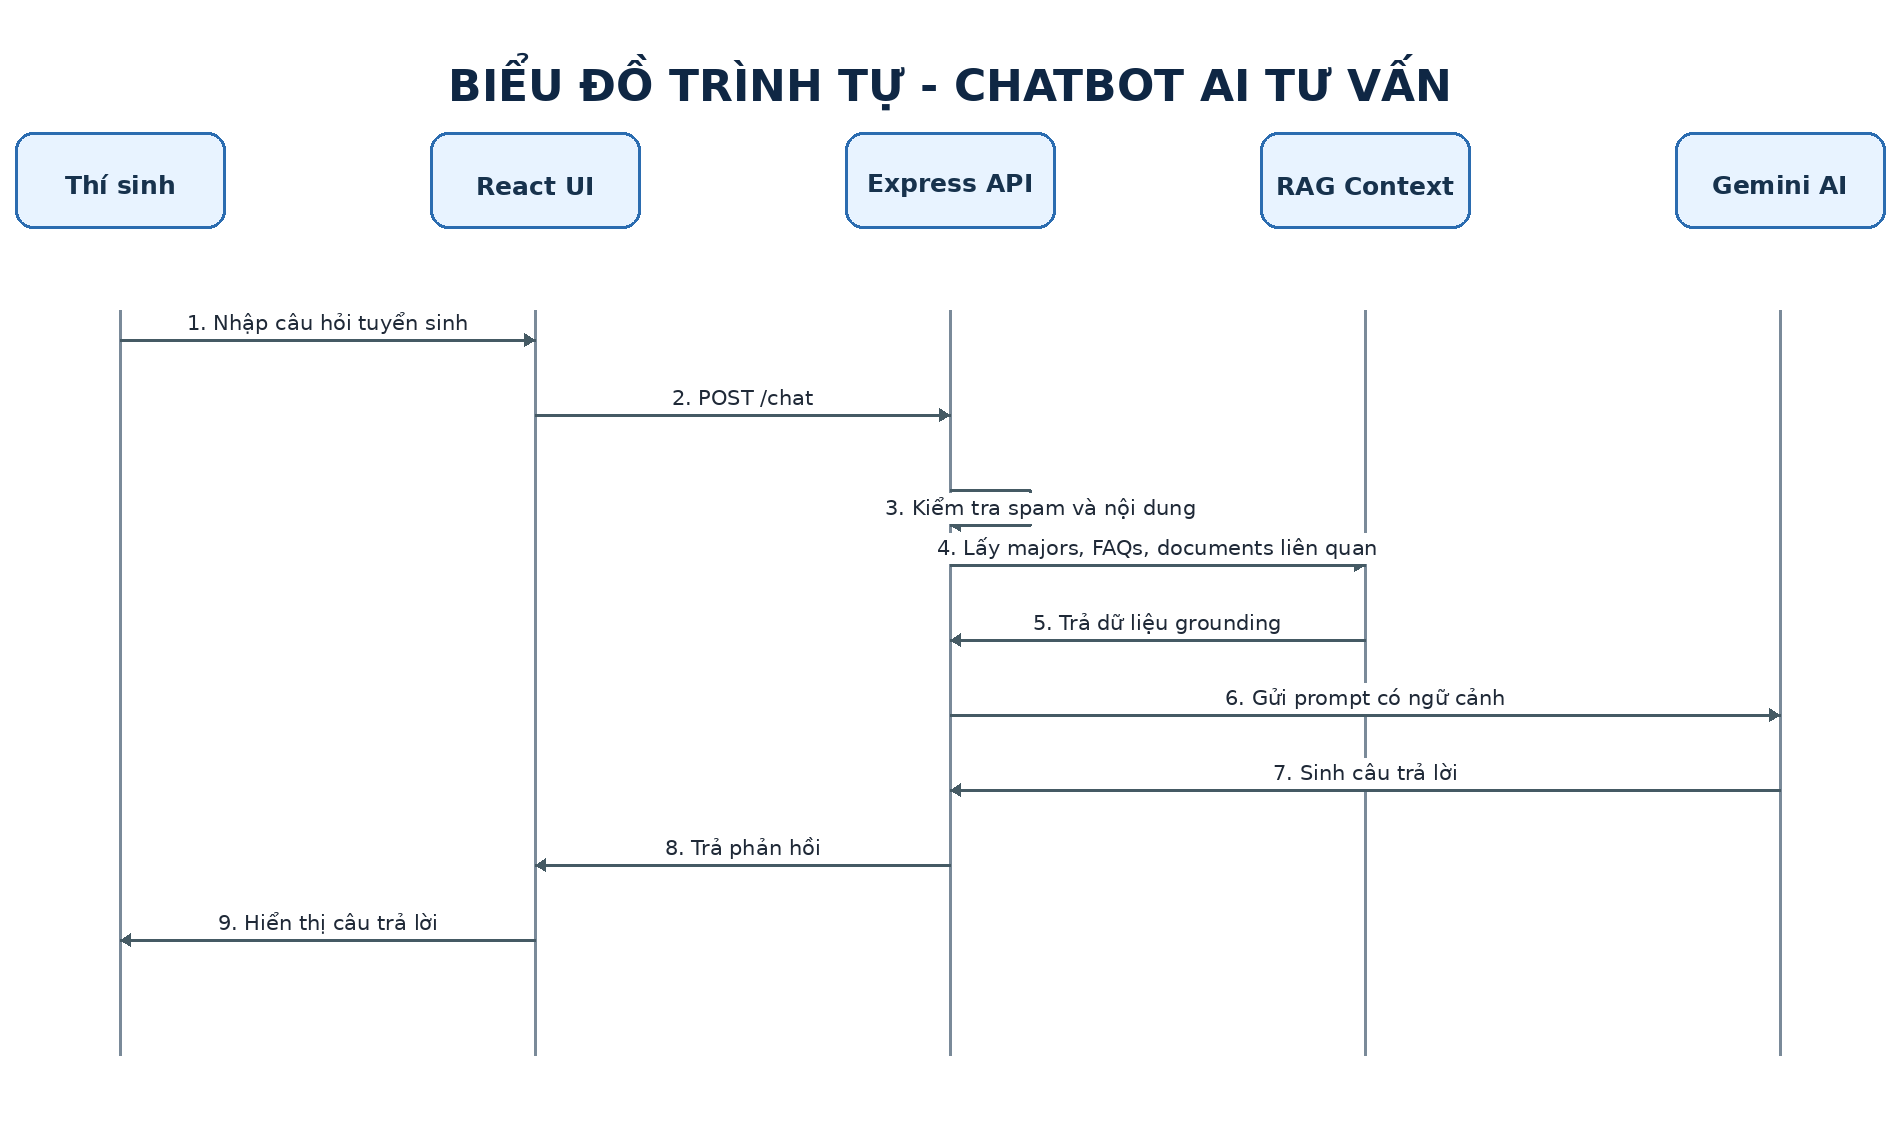 BIỂU ĐỒ TRÌNH TỰ - CHATBOT AI TƯ VẤN
Thí sinh
React UI
Express API
RAG Context
Gemini AI
1. Nhập câu hỏi tuyển sinh
2. POST /chat
3. Kiểm tra spam và nội dung
4. Lấy majors, FAQs, documents liên quan
5. Trả dữ liệu grounding
6. Gửi prompt có ngữ cảnh
7. Sinh câu trả lời
8. Trả phản hồi
9. Hiển thị câu trả lời